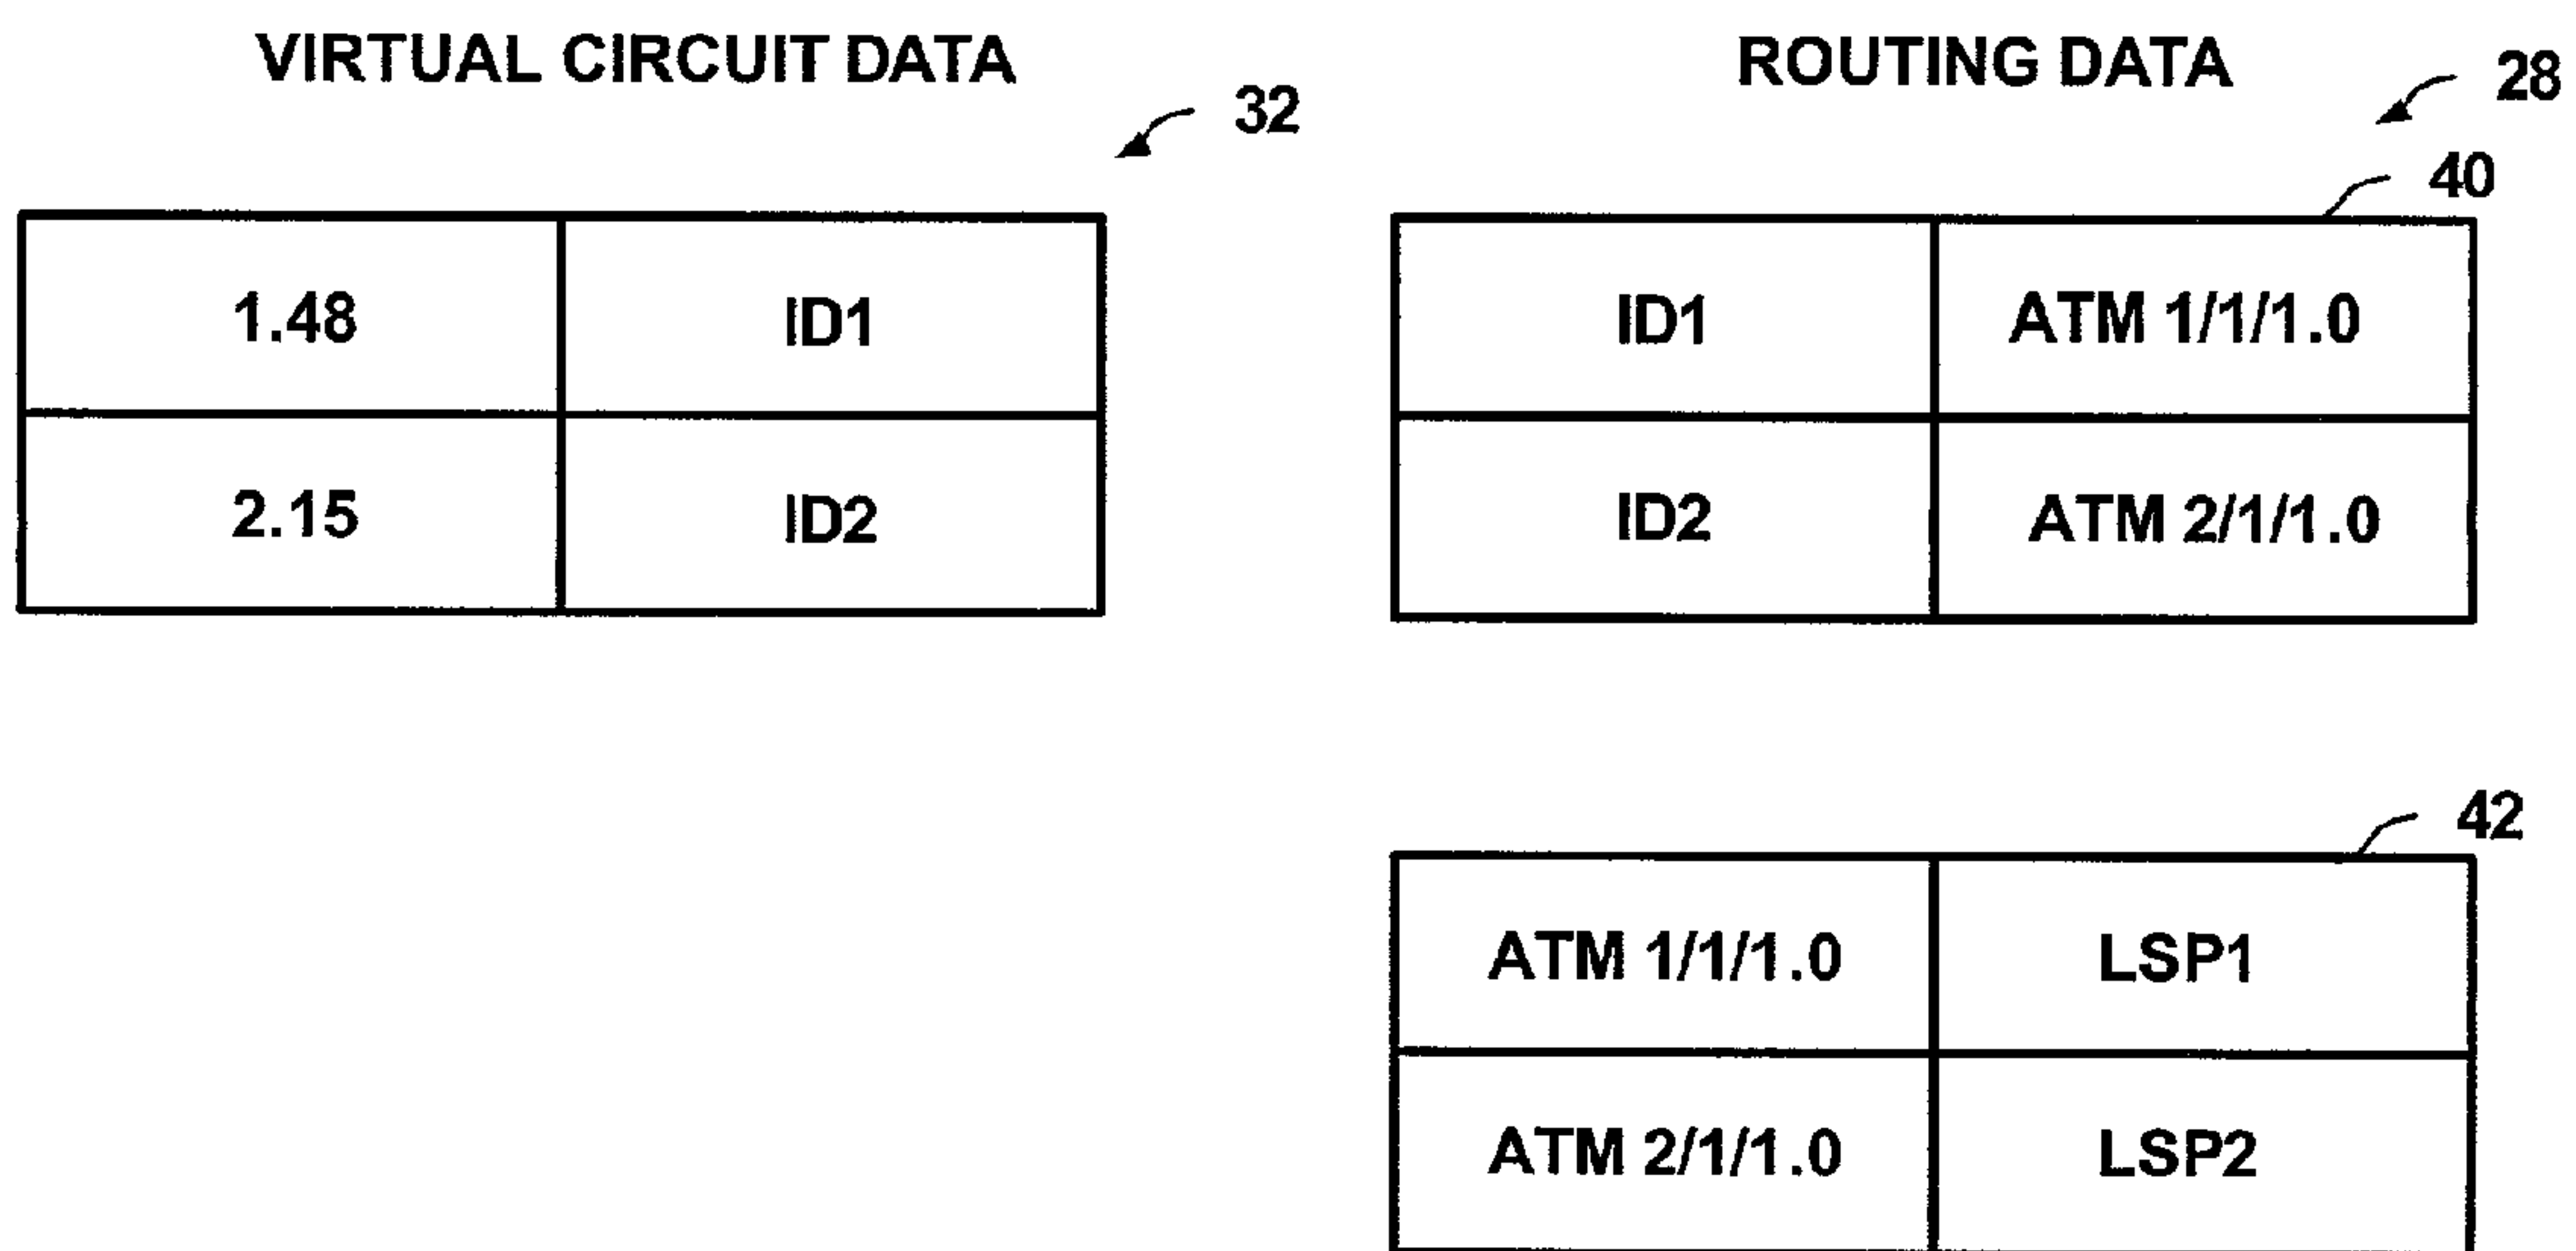 VIRTUAL CIRCUIT DATA
32
1.48 ID1
2.15 ID2
ROUTING DATA
28
40
ID1 ATM 1/1/1.0
ID2 ATM 2/1/1.0
42
ATM 1/1/1.0 LSP1
ATM 2/1/1.0 LSP2